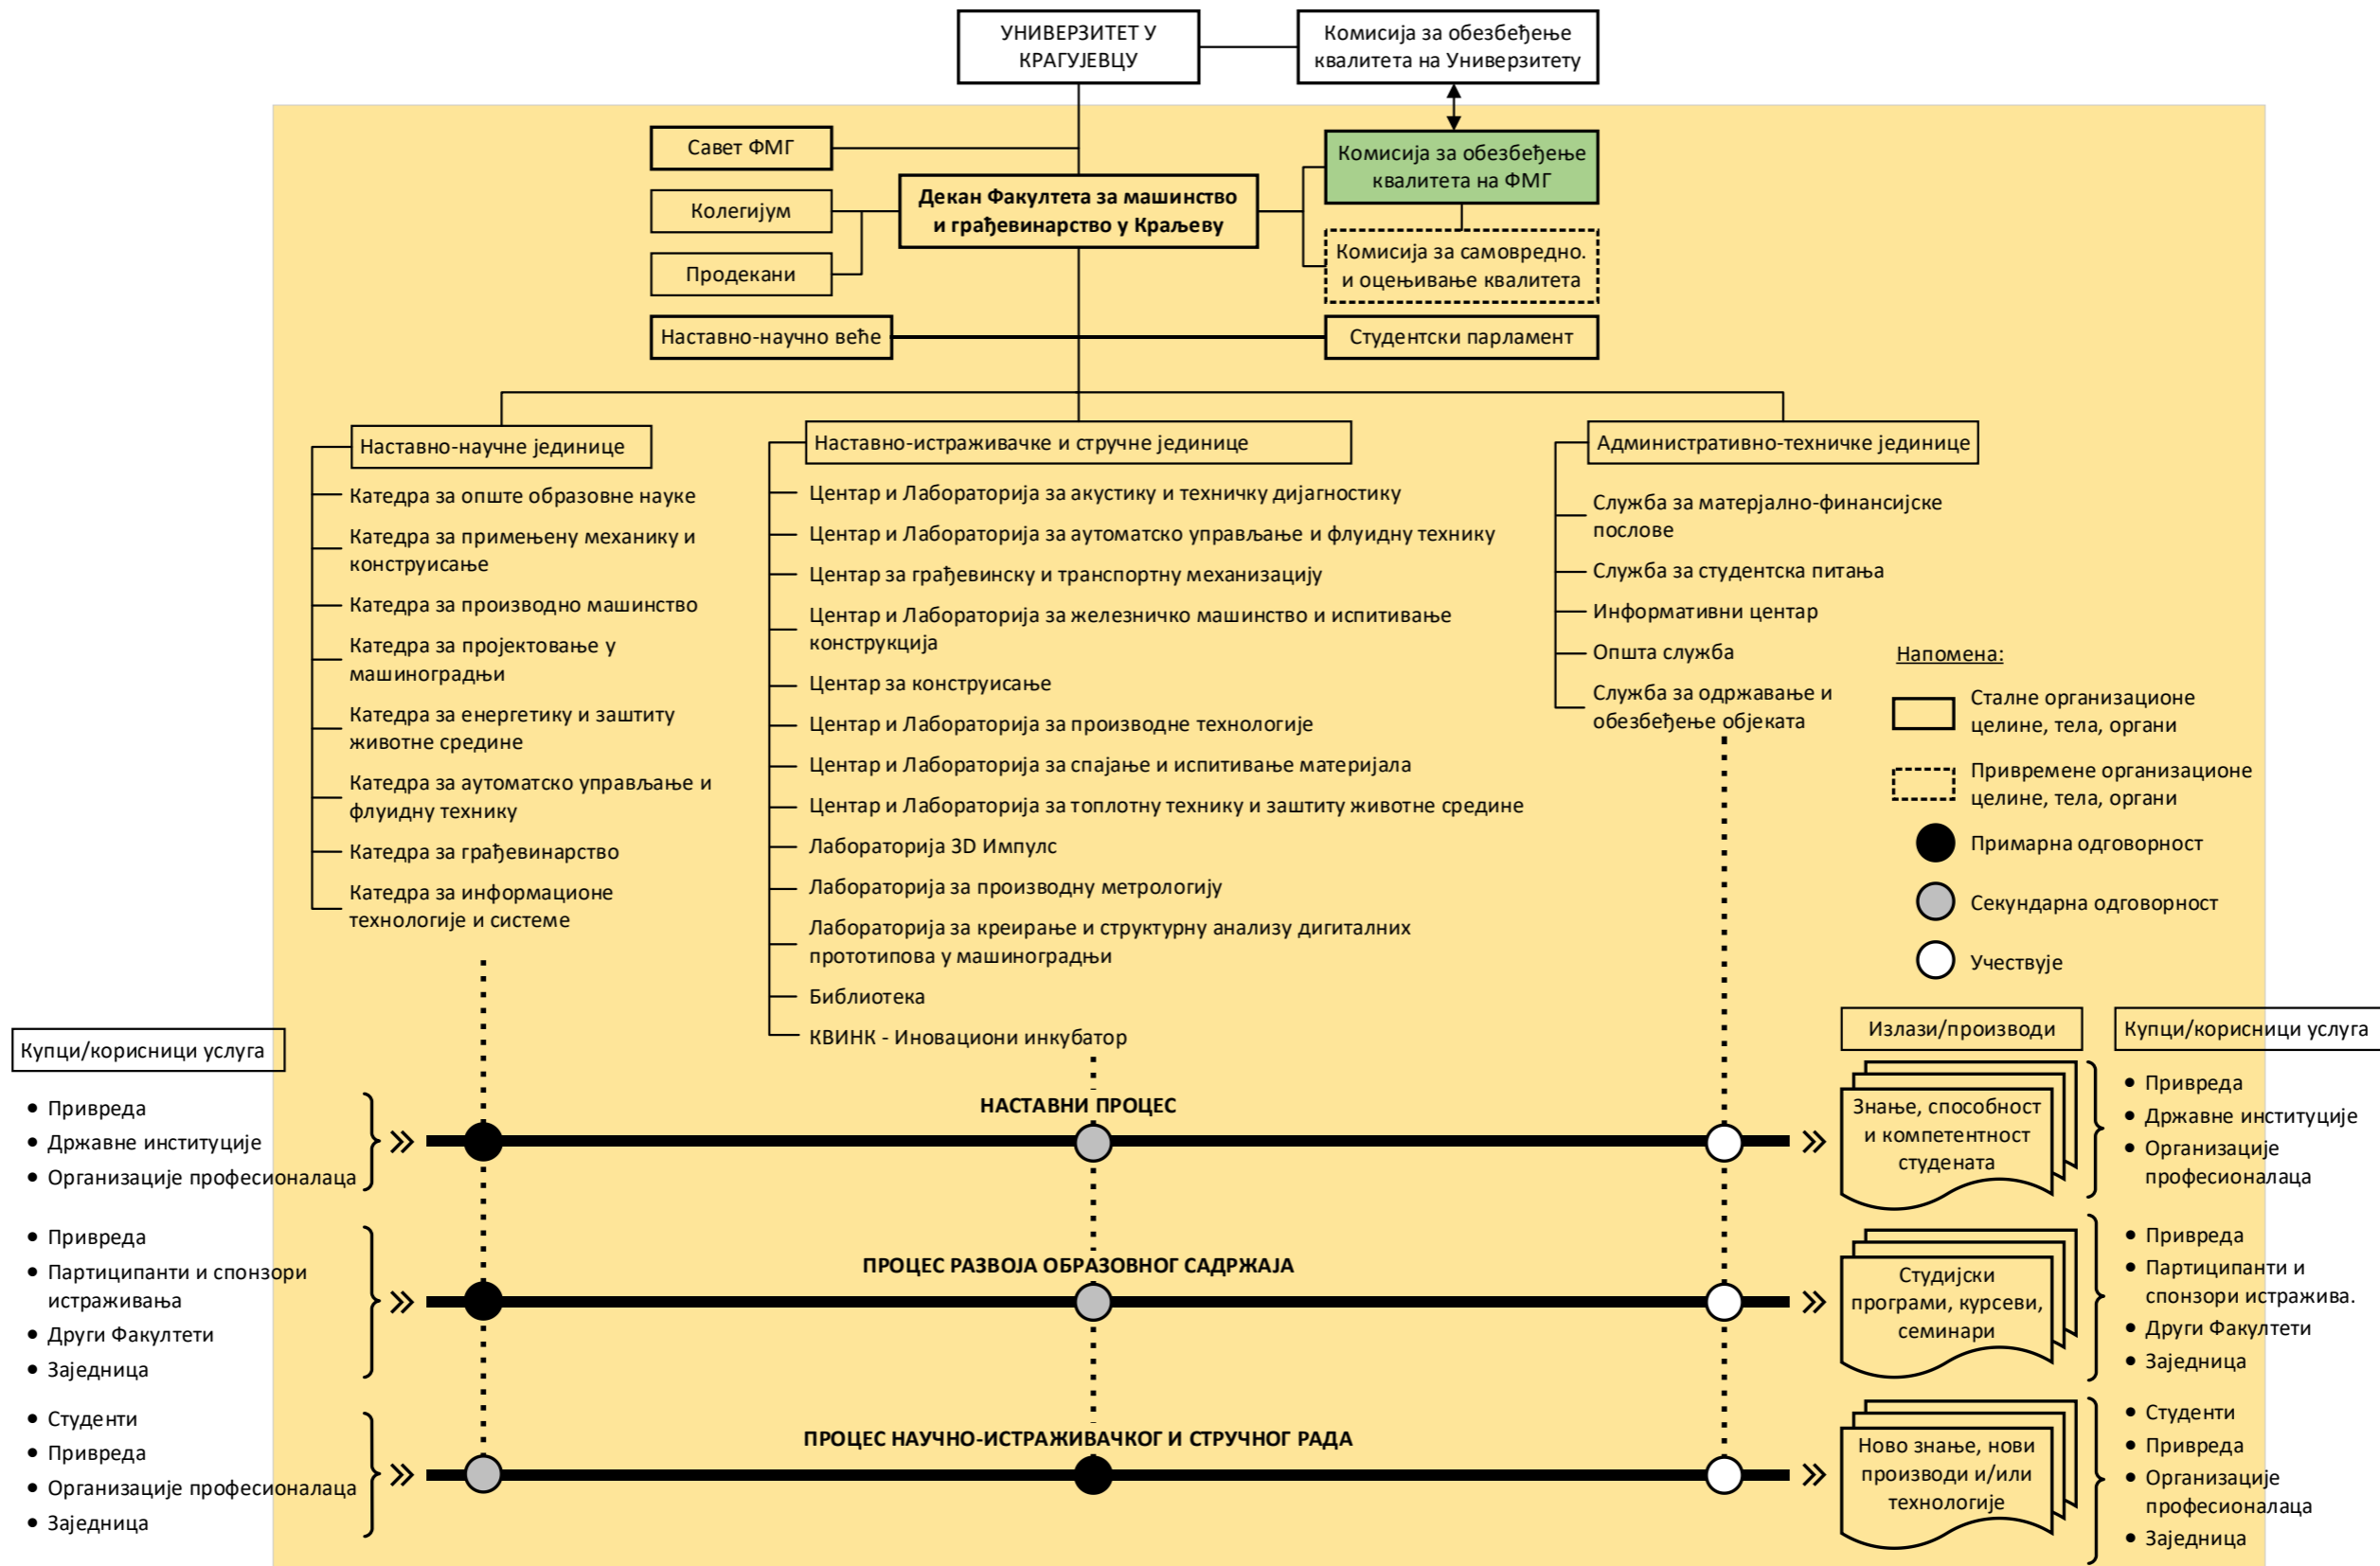 УНИВЕРЗИТЕТ У
КРАГУЈЕВЦУ
Комисија за обезбеђење
квалитета на Универзитету
Савет ФМГ
Колегијум
Продекани
Декан Факултета за машинство
и грађевинарство у Краљеву
Комисија за обезбеђење
квалитета на ФМГ
Комисија за самовредно.
и оцењивање квалитета
Наставно-научно веће
Студентски парламент
Наставно-научне јединице
Катедра за опште образовне науке
Катедра за примењену механику и
конструисање
Катедра за производно машинство
Катедра за пројектовање у
машиноградњи
Катедра за енергетику и заштиту
животне средине
Катедра за аутоматско управљање и
флуидну технику
Катедра за грађевинарство
Катедра за информационе
технологије и системе
Наставно-истраживачке и стручне јединице
Центар и Лабораторија за акустику и техничку дијагностику
Центар и Лабораторија за аутоматско управљање и флуидну технику
Центар за грађевинску и транспортну механизацију
Центар и Лабораторија за железничко машинство и испитивање
конструкција
Центар за конструисање
Центар и Лабораторија за производне технологије
Центар и Лабораторија за спајање и испитивање материјала
Центар и Лабораторија за топлотну технику и заштиту животне средине
Лабораторија 3D Импулс
Лабораторија за производну метрологију
Лабораторија за креирање и структурну анализу дигиталних
прототипова у машиноградњи
Библиотека
КВИНК - Иновациони инкубатор
Административно-техничке јединице
Служба за матерјално-финансијске
послове
Служба за студентска питања
Информативни центар
Општа служба
Служба за одржавање и
обезбеђење објеката
Напомена:
Сталне организационе
целине, тела, органи
Привремене организационе
целине, тела, органи
Примарна одговорност
Секундарна одговорност
Учествује
Купци/корисници услуга
Излази/производи
Купци/корисници услуга
• Привреда
• Државне институције
• Организације професионалаца
НАСТАВНИ ПРОЦЕС
Знање, способност
и компетентност
студената
• Привреда
• Државне институције
• Организације
професионалаца
• Привреда
• Партиципанти и спонзори
истраживања
• Други Факултети
• Заједница
ПРОЦЕС РАЗВОЈА ОБРАЗОВНОГ САДРЖАЈА
Студијски
програми, курсеви,
семинари
• Привреда
• Партиципанти и
спонзори истражива.
• Други Факултети
• Заједница
• Студенти
• Привреда
• Организације професионалаца
• Заједница
ПРОЦЕС НАУЧНО-ИСТРАЖИВАЧКОГ И СТРУЧНОГ РАДА
Ново знање, нови
производи и/или
технологије
• Студенти
• Привреда
• Организације
професионалаца
• Заједница